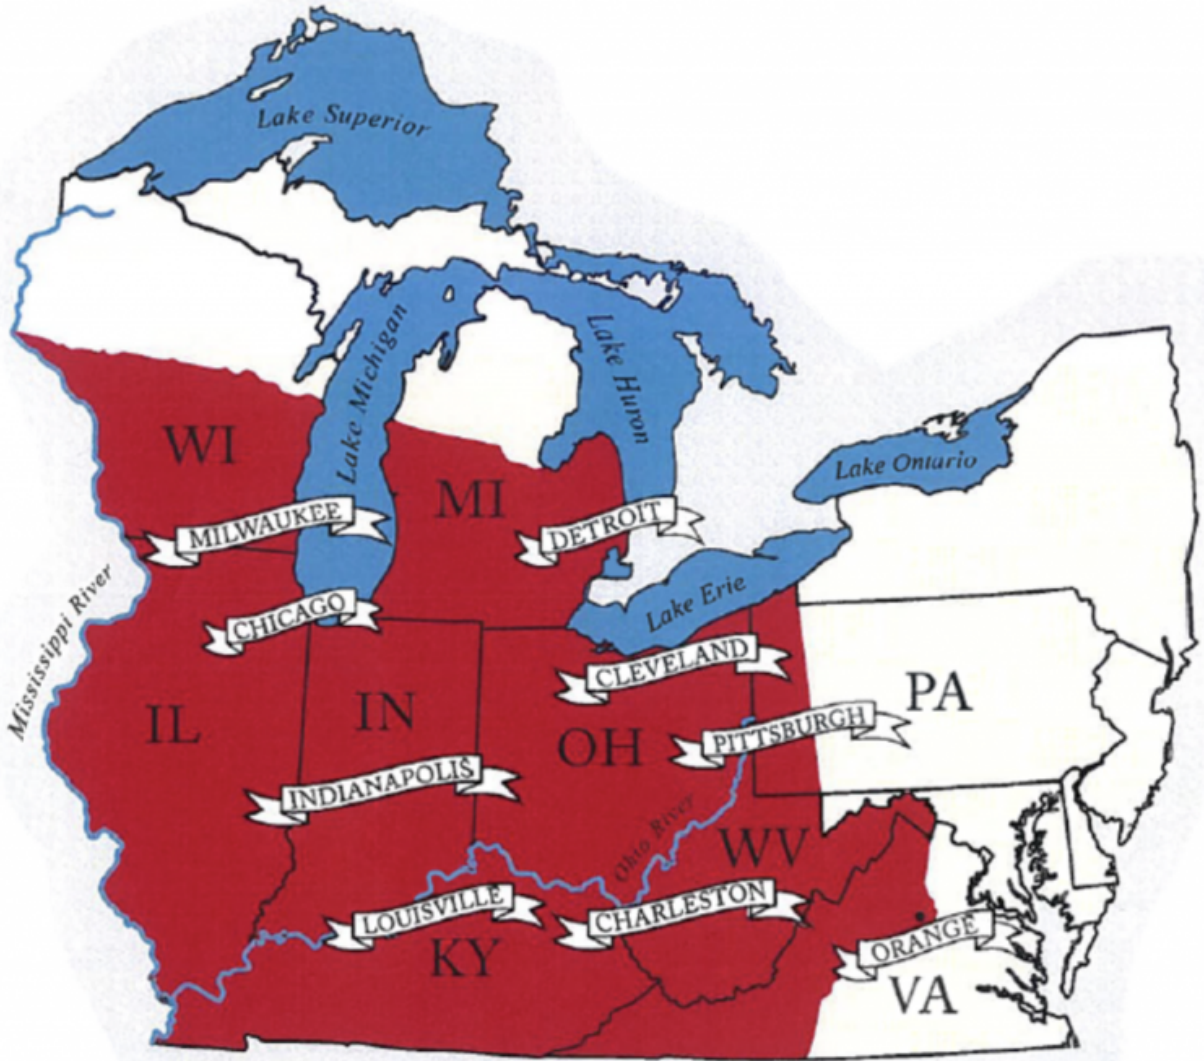 Lake Superior
Lake Michigan
Lake Huron
Lake Ontario
WI
MI
MILWAUKEE
DETROIT
Mississippi River
CHICAGO
Lake Erie
CLEVELAND
IL
IN
OH
PITTSBURGH
PA
INDIANAPOLIS
Ohio River
WV
LOUISVILLE
CHARLESTON
ORANGE
KY
VA